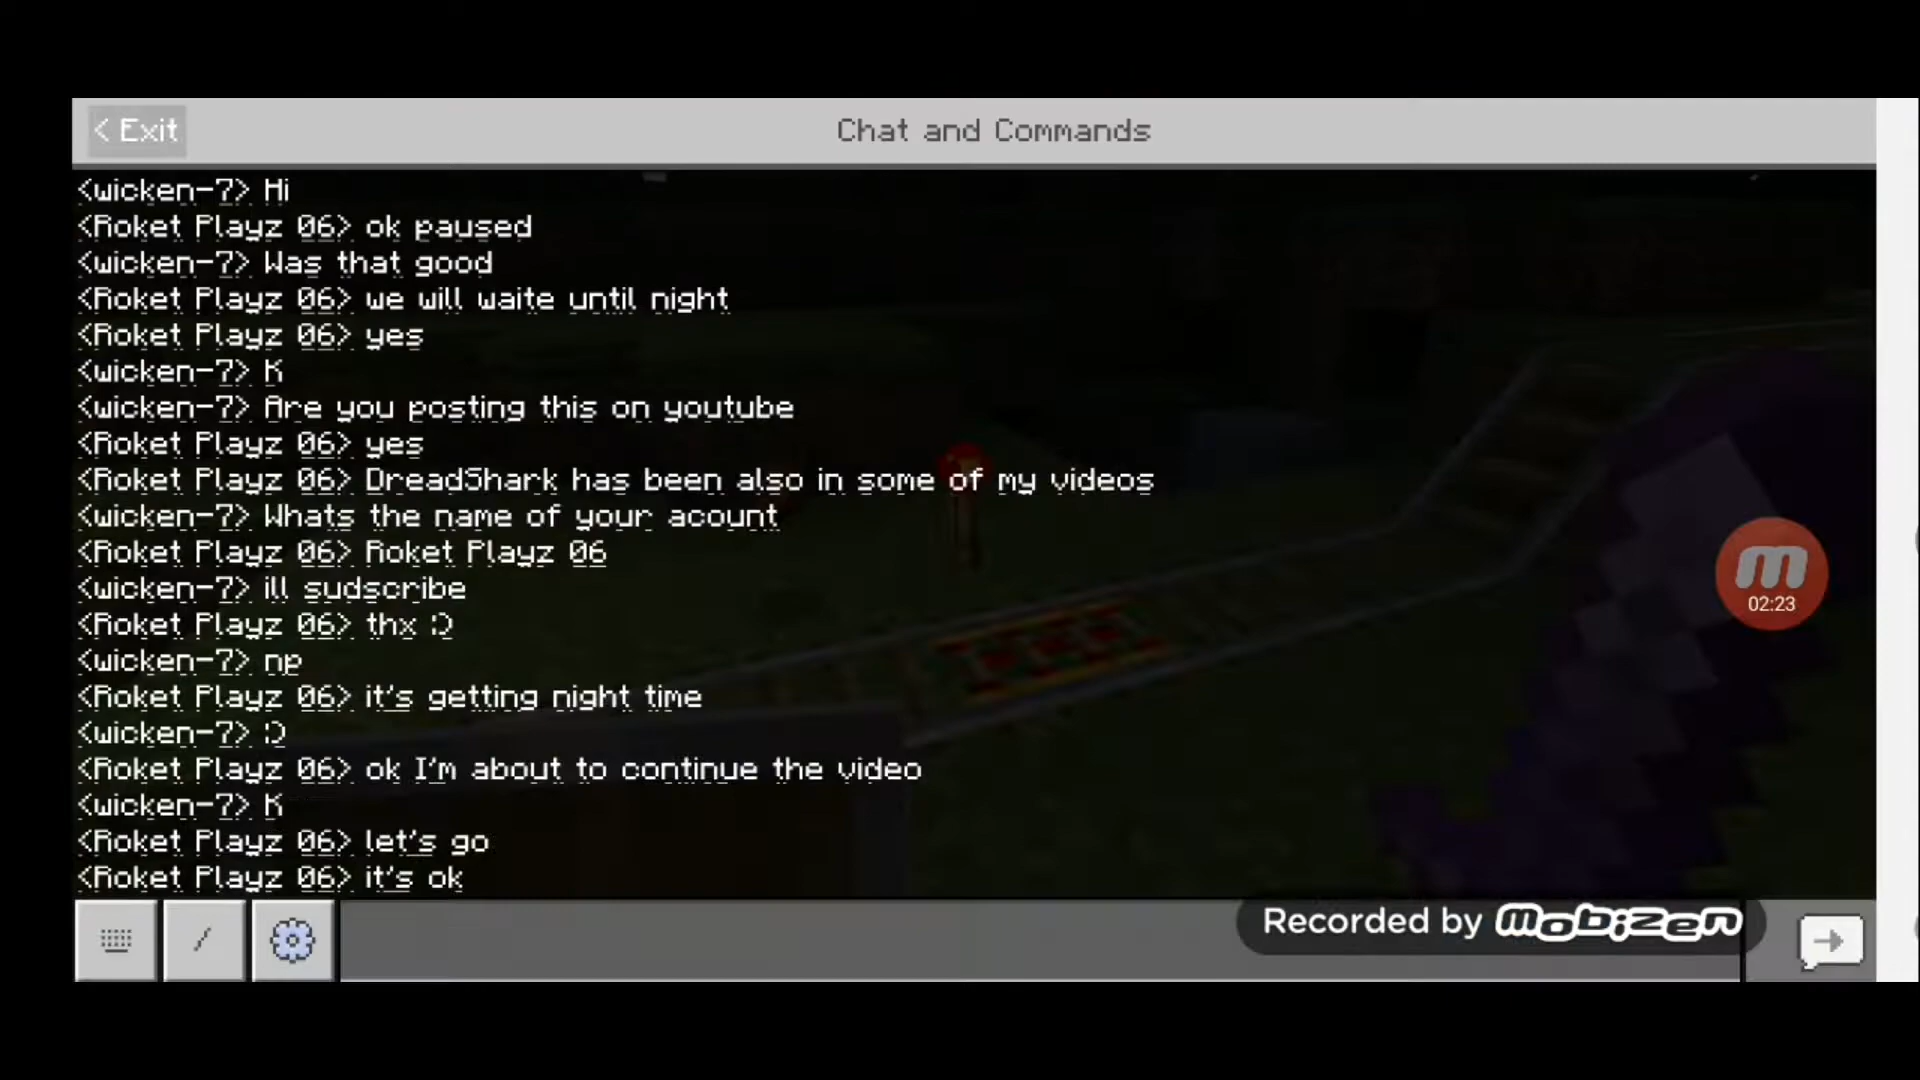 < Exit
Chat and Commands
<wicken-7> Hi
<Roket Playz 06> ok paused
<wicken-7> Was that good
<Roket Playz 06> we will waite until night
<Roket Playz 06> yes
<wicken-7> K
<wicken-7> Are you posting this on youtube
<Roket Playz 06> yes
<Roket Playz 06> DreadShark has been also in some of my videos
<wicken-7> Whats the name of your acount
<Roket Playz 06> Roket Playz 06
<wicken-7> ill sudscribe
<Roket Playz 06> thx :D
<wicken-7> np
<Roket Playz 06> it's getting night time
<wicken-7> :D
<Roket Playz 06> ok I'm about to continue the video
<wicken-7> K
<Roket Playz 06> let's go
<Roket Playz 06> it's ok
m
02:23
/
Recorded by mobizen